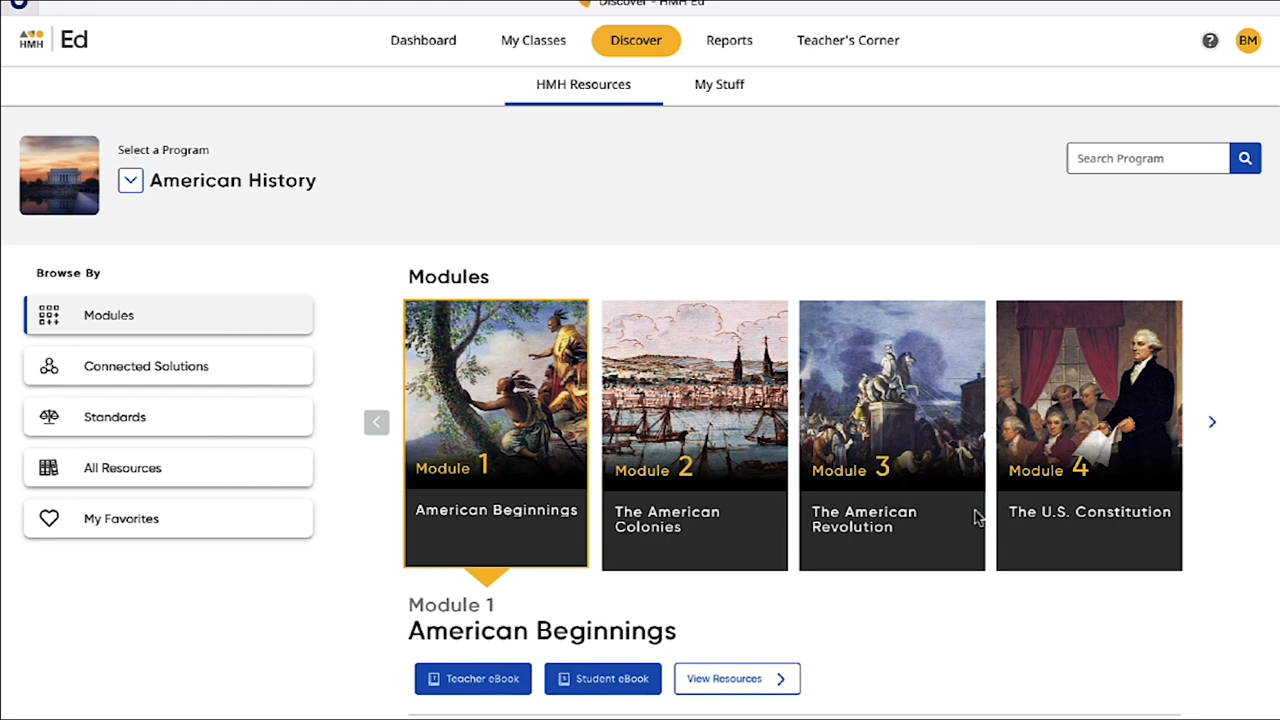 Discover - HMH Ed
HMH Ed
Dashboard
My Classes
Discover
Reports
Teacher's Corner
?
BM
HMH Resources
My Stuff
Select a Program
American History
Search Program
Browse By
Modules
Connected Solutions
Standards
All Resources
My Favorites
Modules
Module 1
American Beginnings
Module 2
The American
Colonies
Module 3
The American
Revolution
Module 4
The U.S. Constitution
Module 1
American Beginnings
Teacher eBook
Student eBook
View Resources